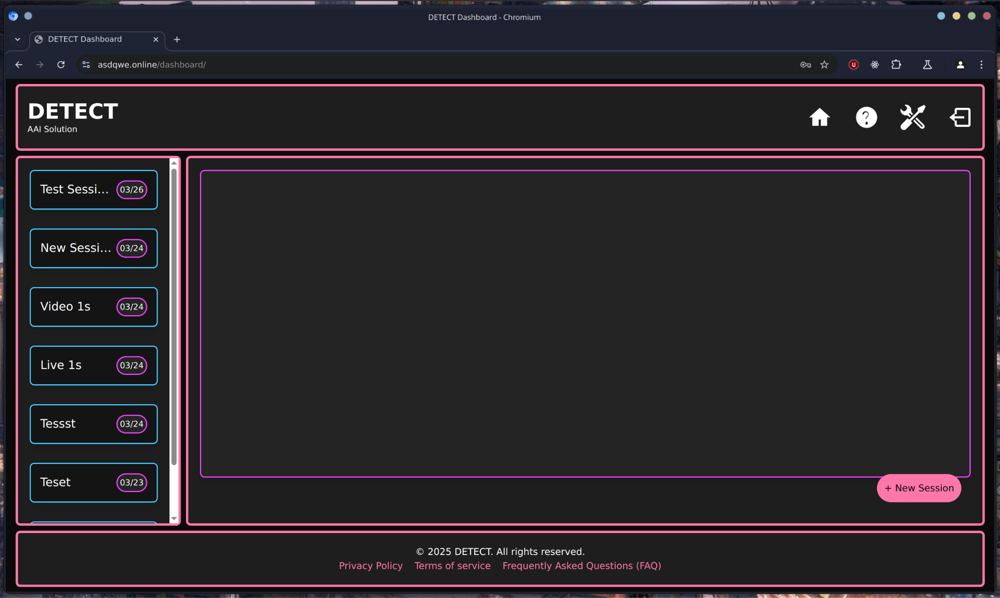 DETECT Dashboard - Chromium
DETECT Dashboard
asdqwe.online/dashboard/
DETECT
AAI Solution
Test Sessi... 03/26
New Sessi... 03/24
Video 1s 03/24
Live 1s 03/24
Tessst 03/24
Teset 03/23
+ New Session
© 2025 DETECT. All rights reserved.
Privacy Policy Terms of service Frequently Asked Questions (FAQ)